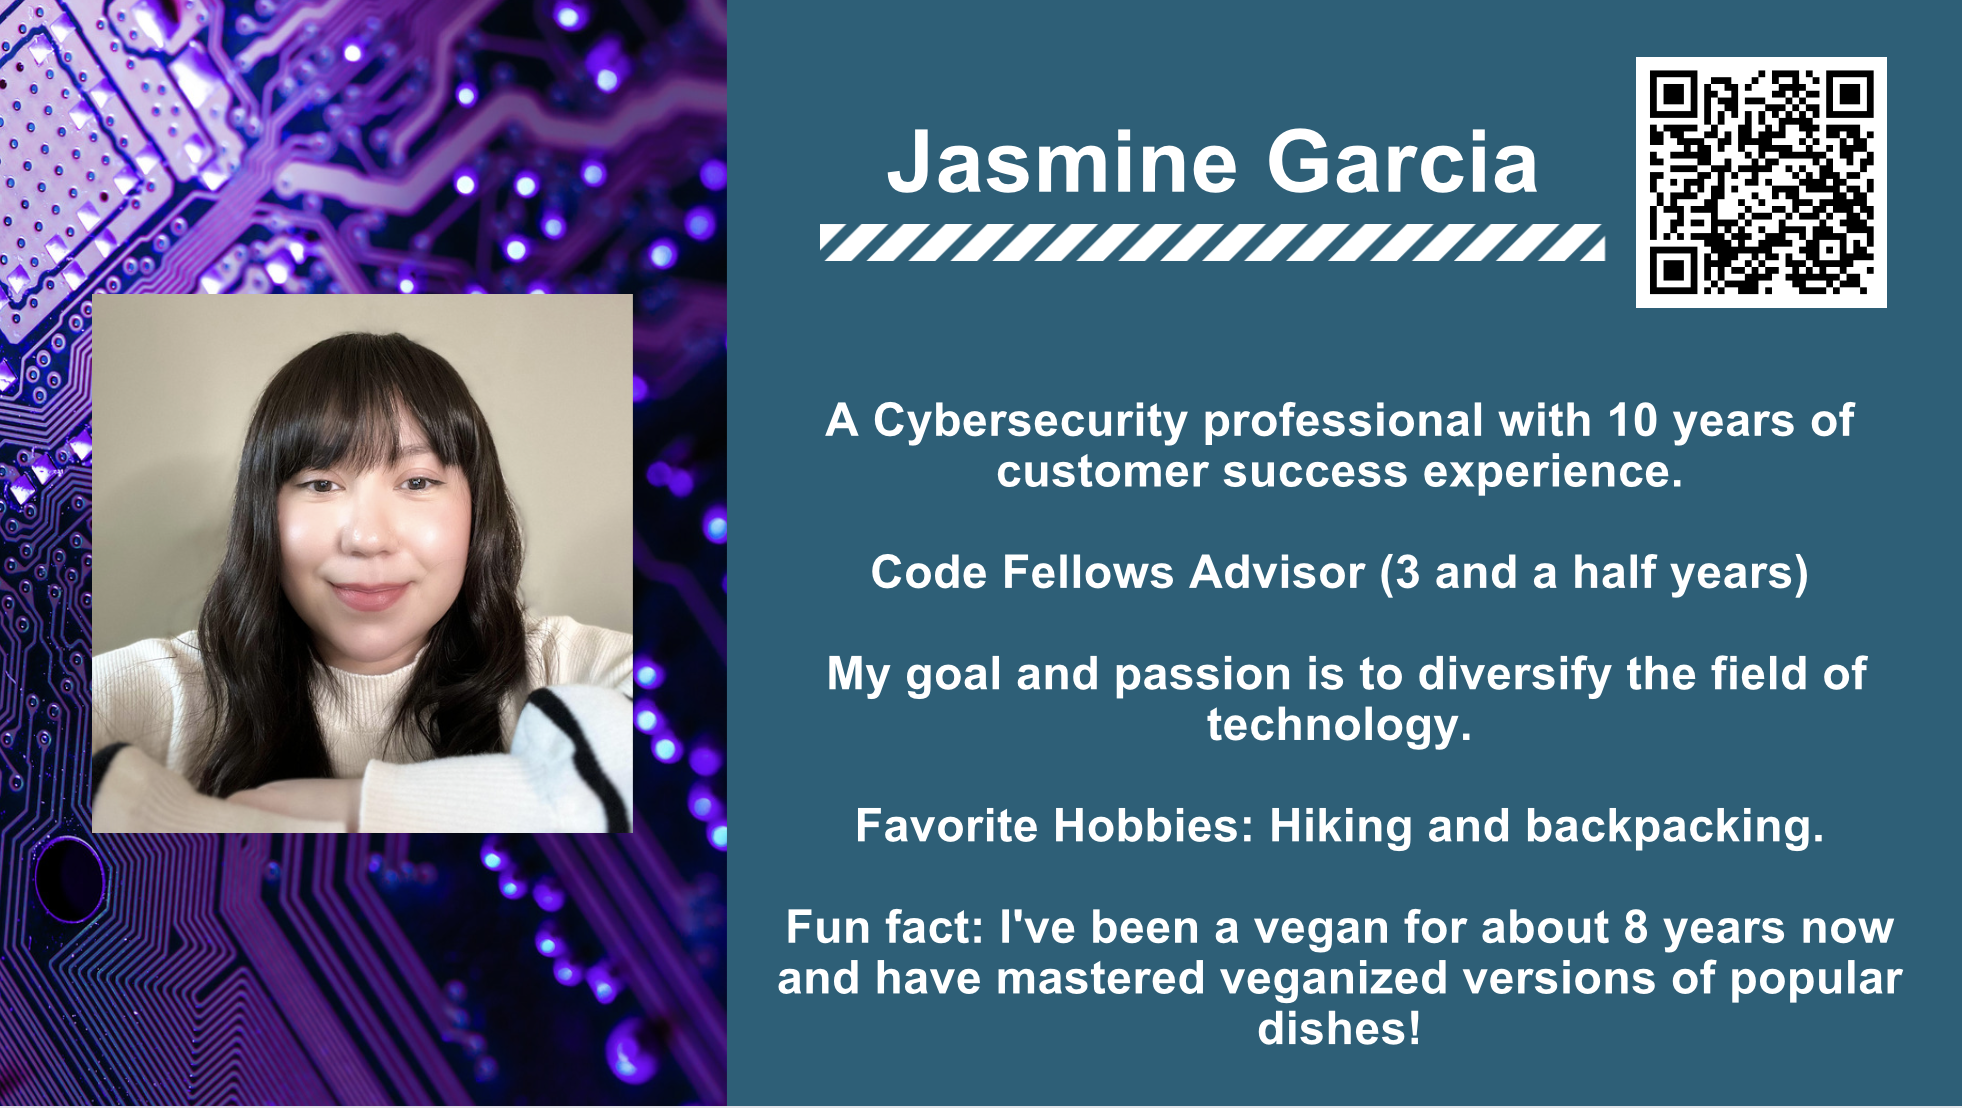 Jasmine Garcia
A Cybersecurity professional with 10 years of
customer success experience.
Code Fellows Advisor (3 and a half years)
My goal and passion is to diversify the field of
technology.
Favorite Hobbies: Hiking and backpacking.
Fun fact: I've been a vegan for about 8 years now
and have mastered veganized versions of popular
dishes!